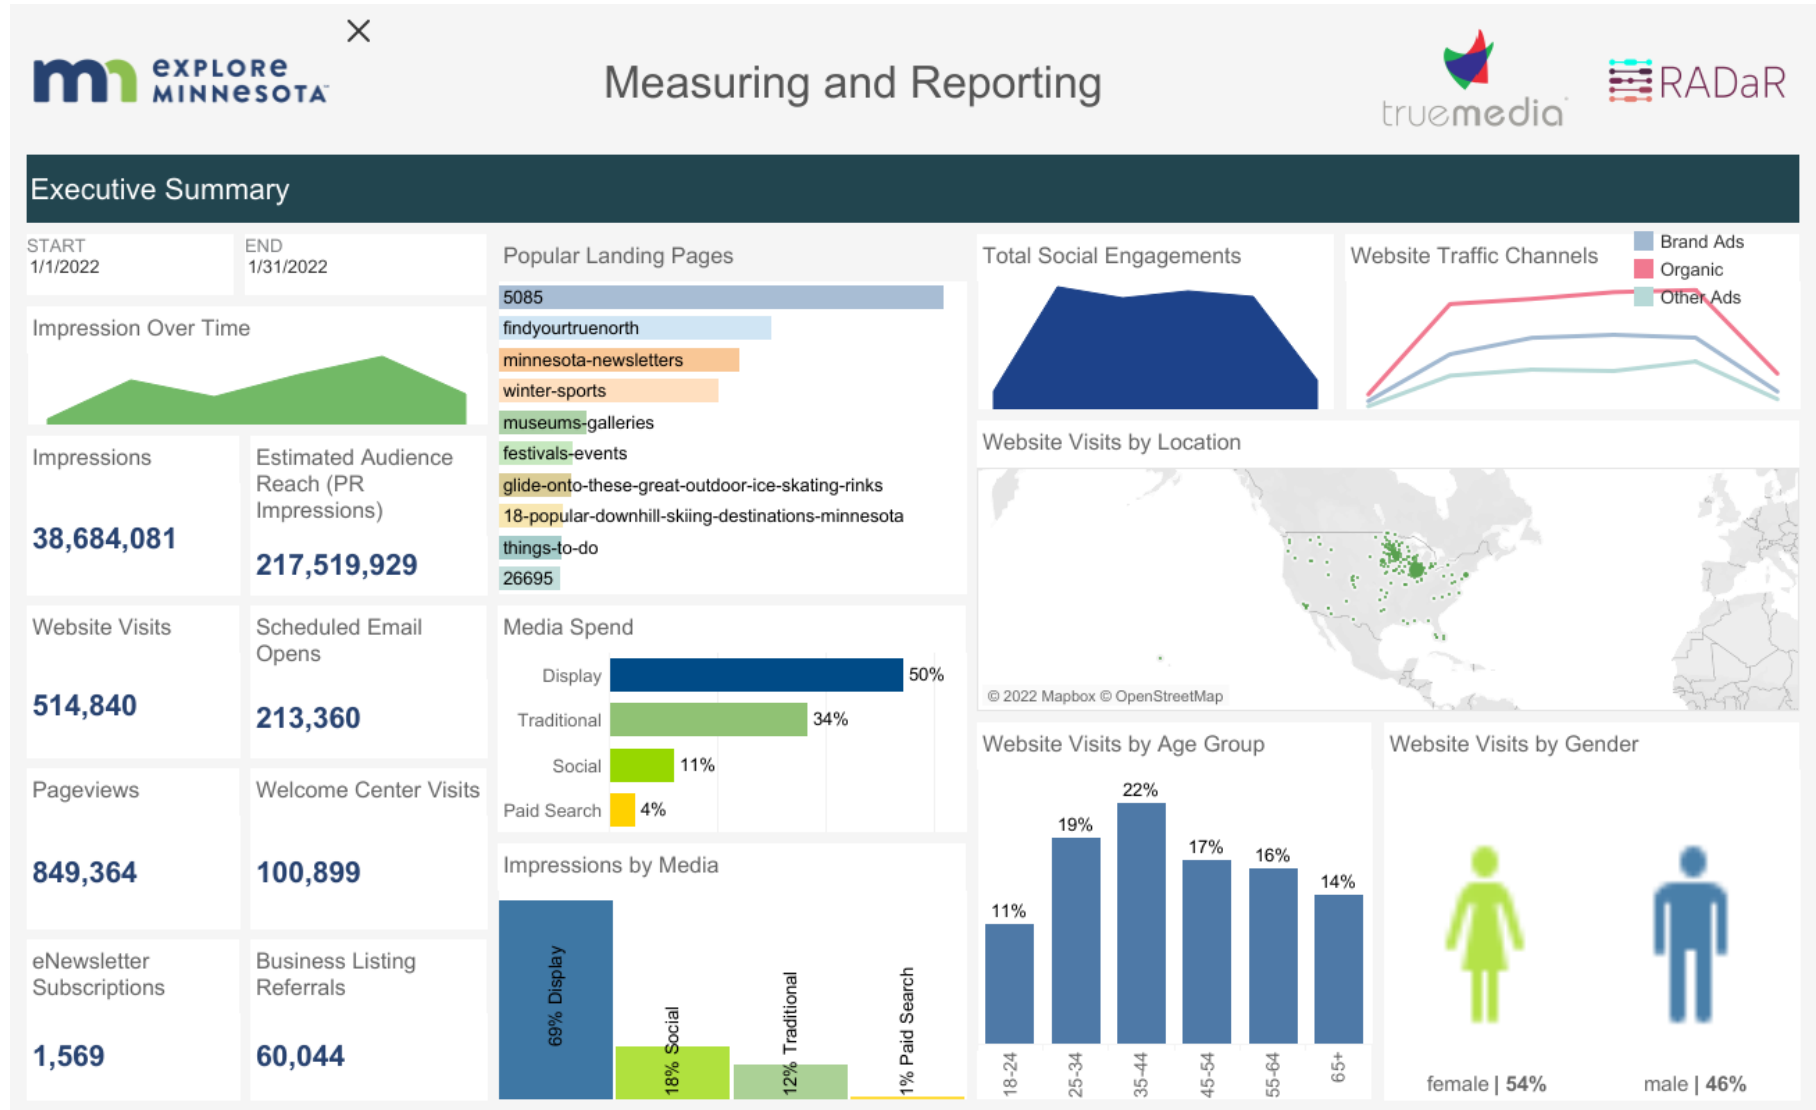 mn EXPLORE
MINNESOTA™
Measuring and Reporting
truemedia
RADaR
Executive Summary
START
1/1/2022
END
1/31/2022
Impression Over Time
Impressions
38,684,081
Estimated Audience
Reach (PR
Impressions)
217,519,929
Website Visits
514,840
Scheduled Email
Opens
213,360
Pageviews
849,364
Welcome Center Visits
100,899
eNewsletter
Subscriptions
1,569
Business Listing
Referrals
60,044
Popular Landing Pages
5085
findyourtruenorth
minnesota-newsletters
winter-sports
museums-galleries
festivals-events
glide-onto-these-great-outdoor-ice-skating-rinks
18-popular-downhill-skiing-destinations-minnesota
things-to-do
26695
Media Spend
Display 50%
Traditional 34%
Social 11%
Paid Search 4%
Impressions by Media
69% Display
18% Social
12% Traditional
1% Paid Search
Total Social Engagements
Website Traffic Channels
Brand Ads
Organic
Other Ads
Website Visits by Location
© 2022 Mapbox © OpenStreetMap
Website Visits by Age Group
11%
19%
22%
17%
16%
14%
18-24
25-34
35-44
45-54
55-64
65+
Website Visits by Gender
female | 54%
male | 46%